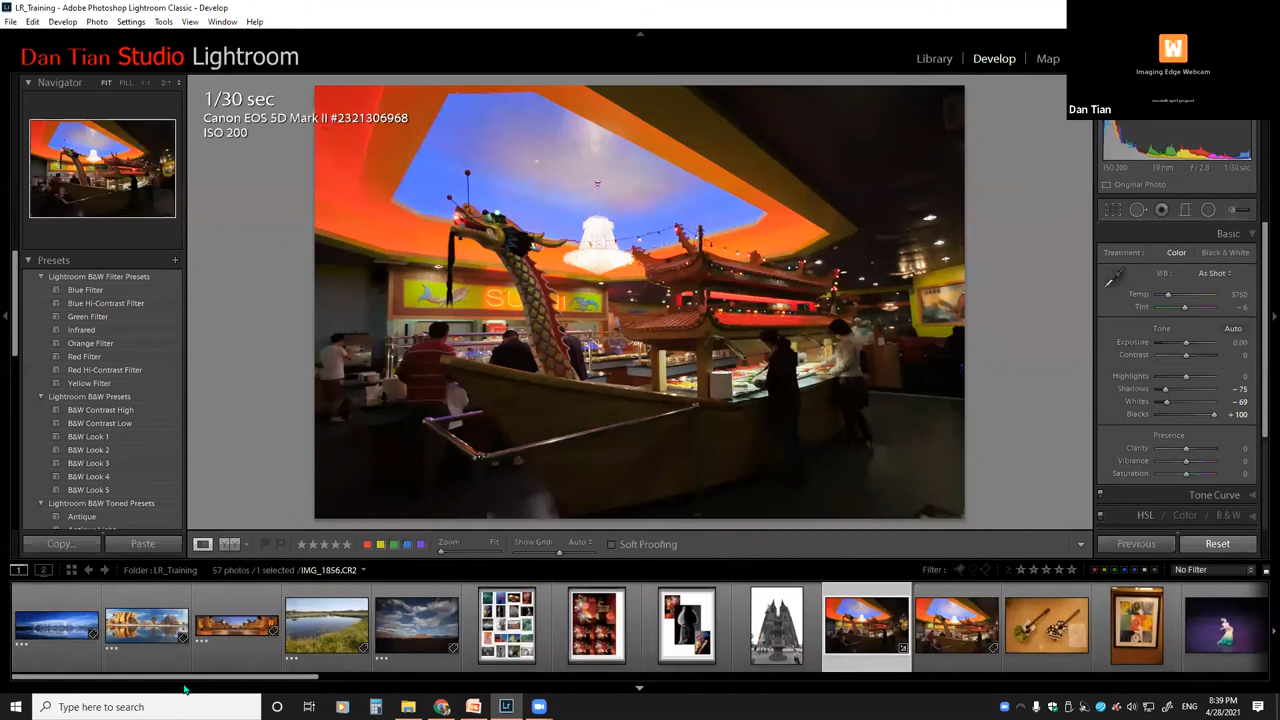 LR_Training - Adobe Photoshop Lightroom Classic - Develop
File Edit Develop Photo Settings Tools View Window Help
Dan Tian Studio Lightroom
Library Develop Map
W
Imaging Edge Webcam
Dan Tian
Navigator FIT FILL 1:1 2:1
1/30 sec
Canon EOS 5D Mark II #2321306968
ISO 200
SUSHI
ISO 200 19 mm f / 2.8 1/30 sec
Original Photo
Basic
Treatment: Color Black & White
WB: As Shot
Temp 3750
Tint - 6
Tone Auto
Exposure 0.00
Contrast 0
Highlights 0
Shadows - 75
Whites - 69
Blacks + 100
Presence
Clarity 0
Vibrance 0
Saturation 0
Tone Curve
HSL / Color / B & W
Previous Reset
Presets +
Lightroom B&W Filter Presets
Blue Filter
Blue Hi-Contrast Filter
Green Filter
Infrared
Orange Filter
Red Filter
Red Hi-Contrast Filter
Yellow Filter
Lightroom B&W Presets
B&W Contrast High
B&W Contrast Low
B&W Look 1
B&W Look 2
B&W Look 3
B&W Look 4
B&W Look 5
Lightroom B&W Toned Presets
Antique
Copy... Paste
Zoom Fit Show Grid: Auto Soft Proofing
1 2 Folder : LR_Training 57 photos / 1 selected / IMG_1856.CR2 Filter : No Filter
Type here to search
Lr
ENG
8:39 PM
4/28/2021